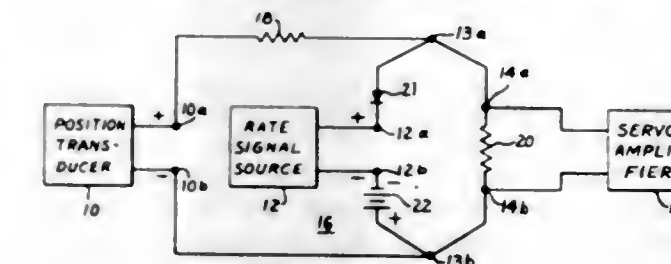 18
13a
14a
21
+
10a
POSITION
TRANS-
DUCER
-
10b
10
+
12a
RATE
SIGNAL
SOURCE
-
12b
-
12
22
+
16
20
14b
13b
SERVO
AMPLI
FIER